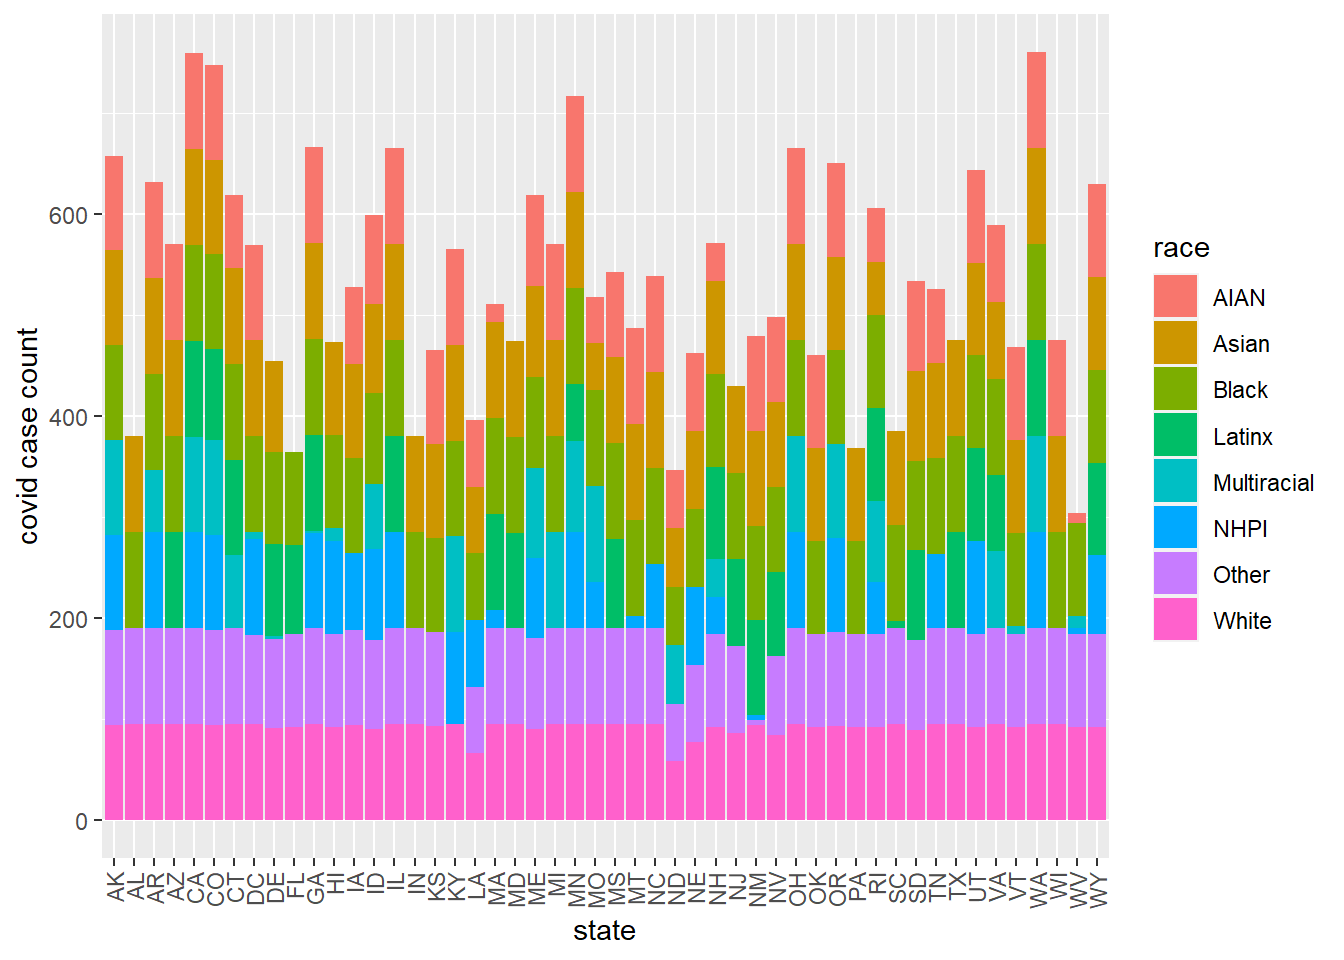 covid case count
600
400
200
0
AK AL AR AZ CA CO CT DC DE FL GA HI IA ID IL IN KS KY LA MA MD ME MI MN MO MS MT NC ND NE NH NJ NM NV OH OK OR PA RI SC SD TN TX UT VA VT WA WI WV WY
state
race
AIAN
Asian
Black
Latinx
Multiracial
NHPI
Other
White